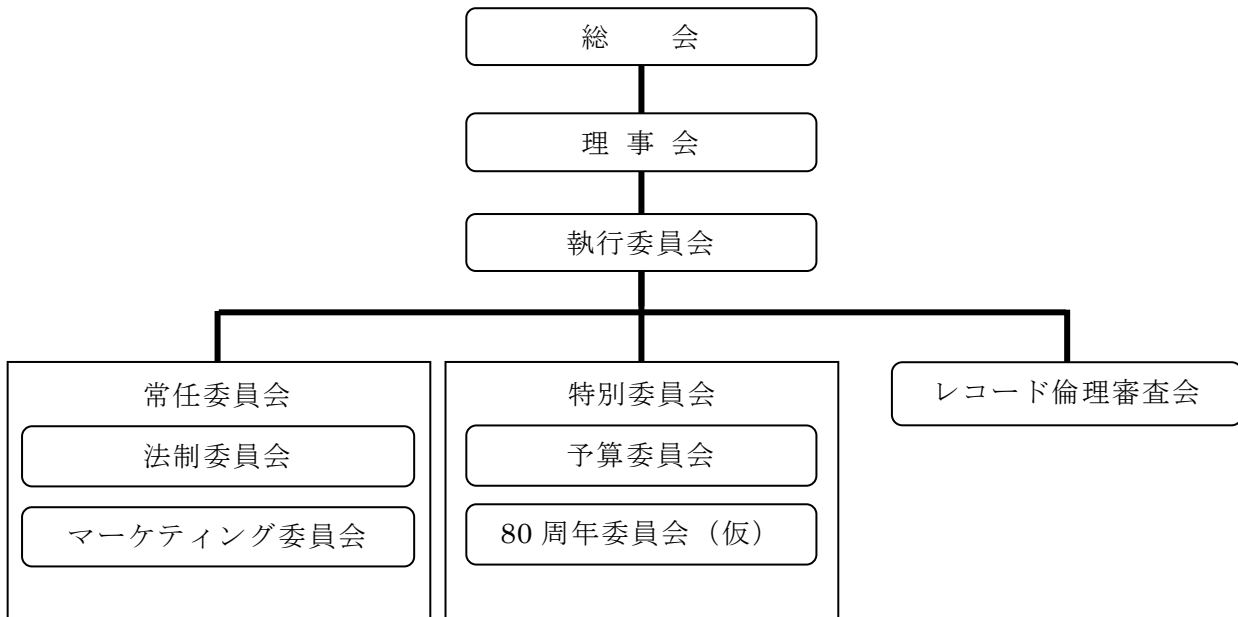 総　　会
理 事 会
執行委員会
常任委員会
法制委員会
マーケティング委員会
特別委員会
予算委員会
80 周年委員会（仮）
レコード倫理審査会